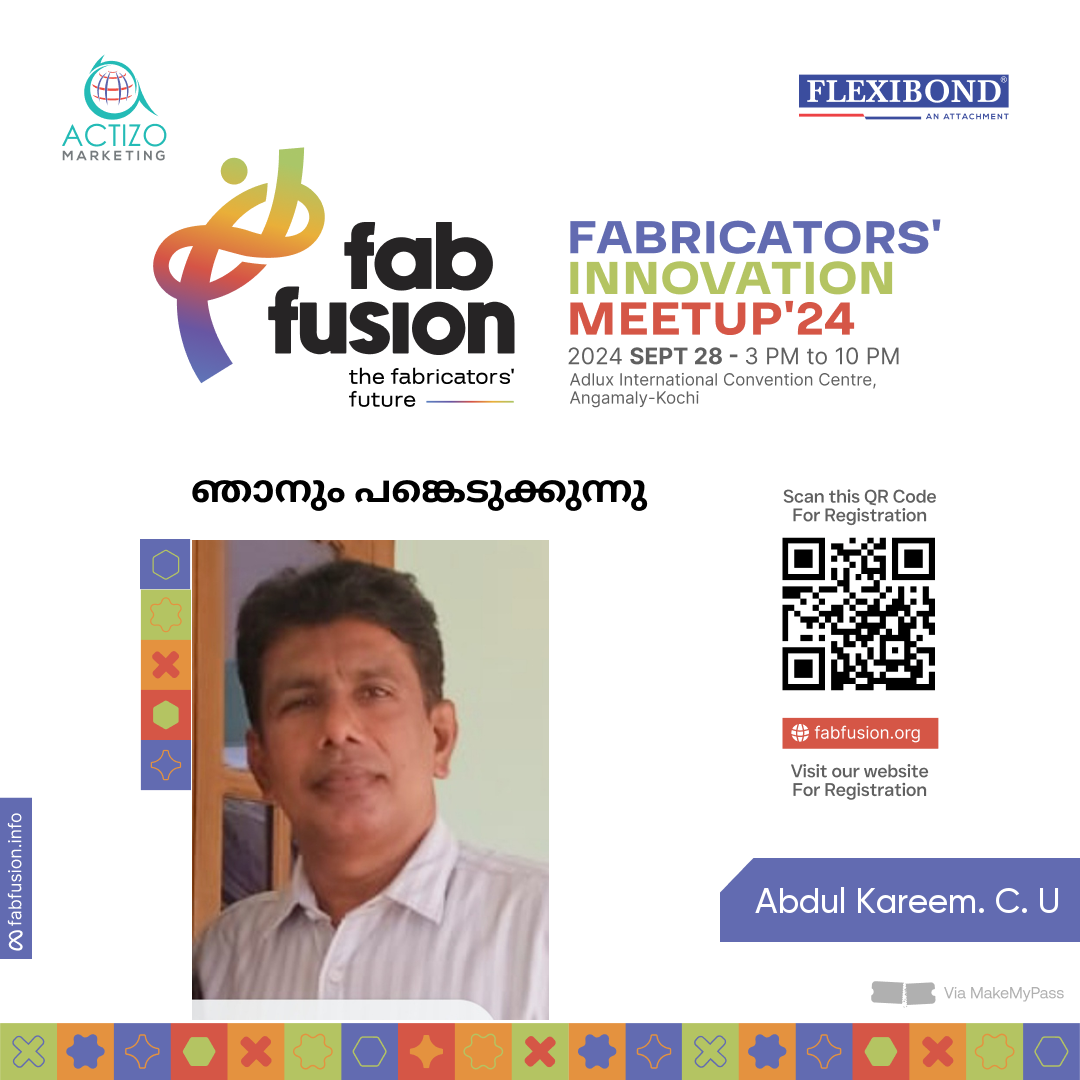 ACTIZO
MARKETING
FLEXIBOND®
AN ATTACHMENT
fab
fusion
the fabricators'
future
FABRICATORS'
INNOVATION
MEETUP'24
2024 SEPT 28 - 3 PM to 10 PM
Adlux International Convention Centre,
Angamaly-Kochi
ഞാനും പങ്കെടുക്കുന്നു
Scan this QR Code
For Registration
fabfusion.org
Visit our website
For Registration
fabfusion.info
Abdul Kareem. C. U
Via MakeMyPass